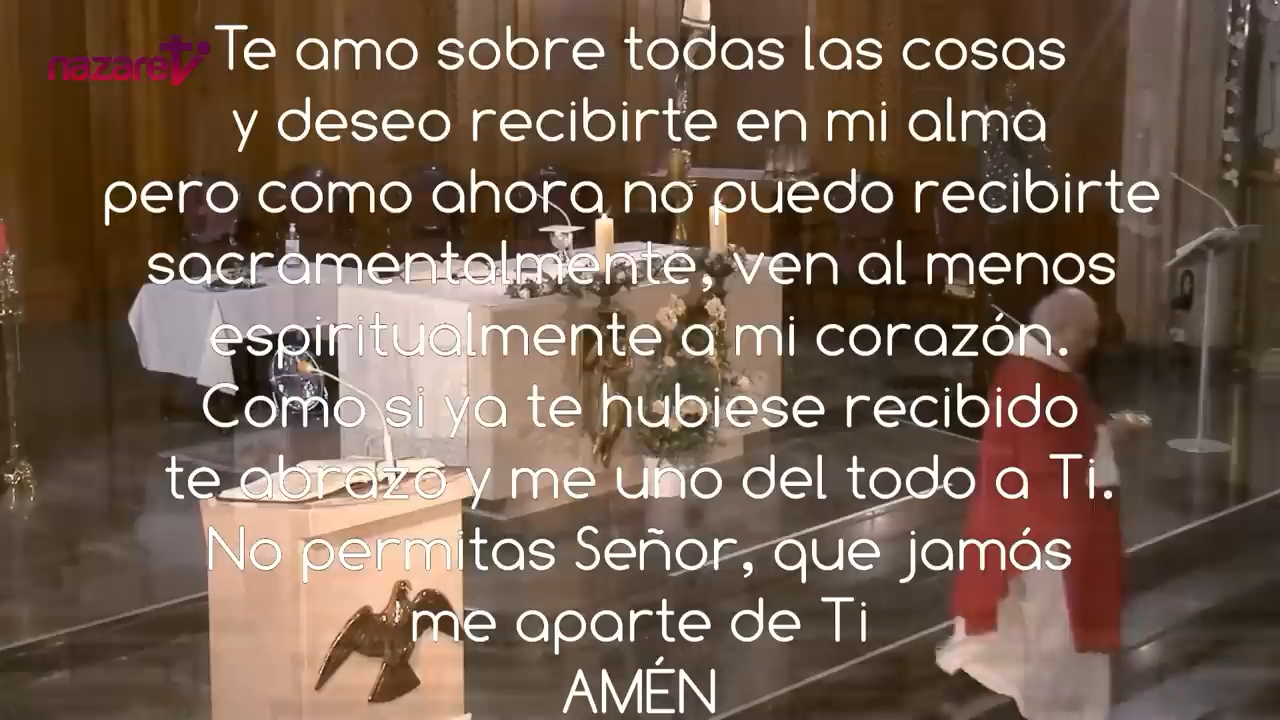 nazaretv
Te amo sobre todas las cosas
y deseo recibirte en mi alma
pero como ahora no puedo recibirte
sacramentalmente, ven al menos
espiritualmente a mi corazón.
Como si ya te hubiese recibido
te abrazo y me uno del todo a Ti.
No permitas Señor, que jamás
me aparte de Ti
AMÉN